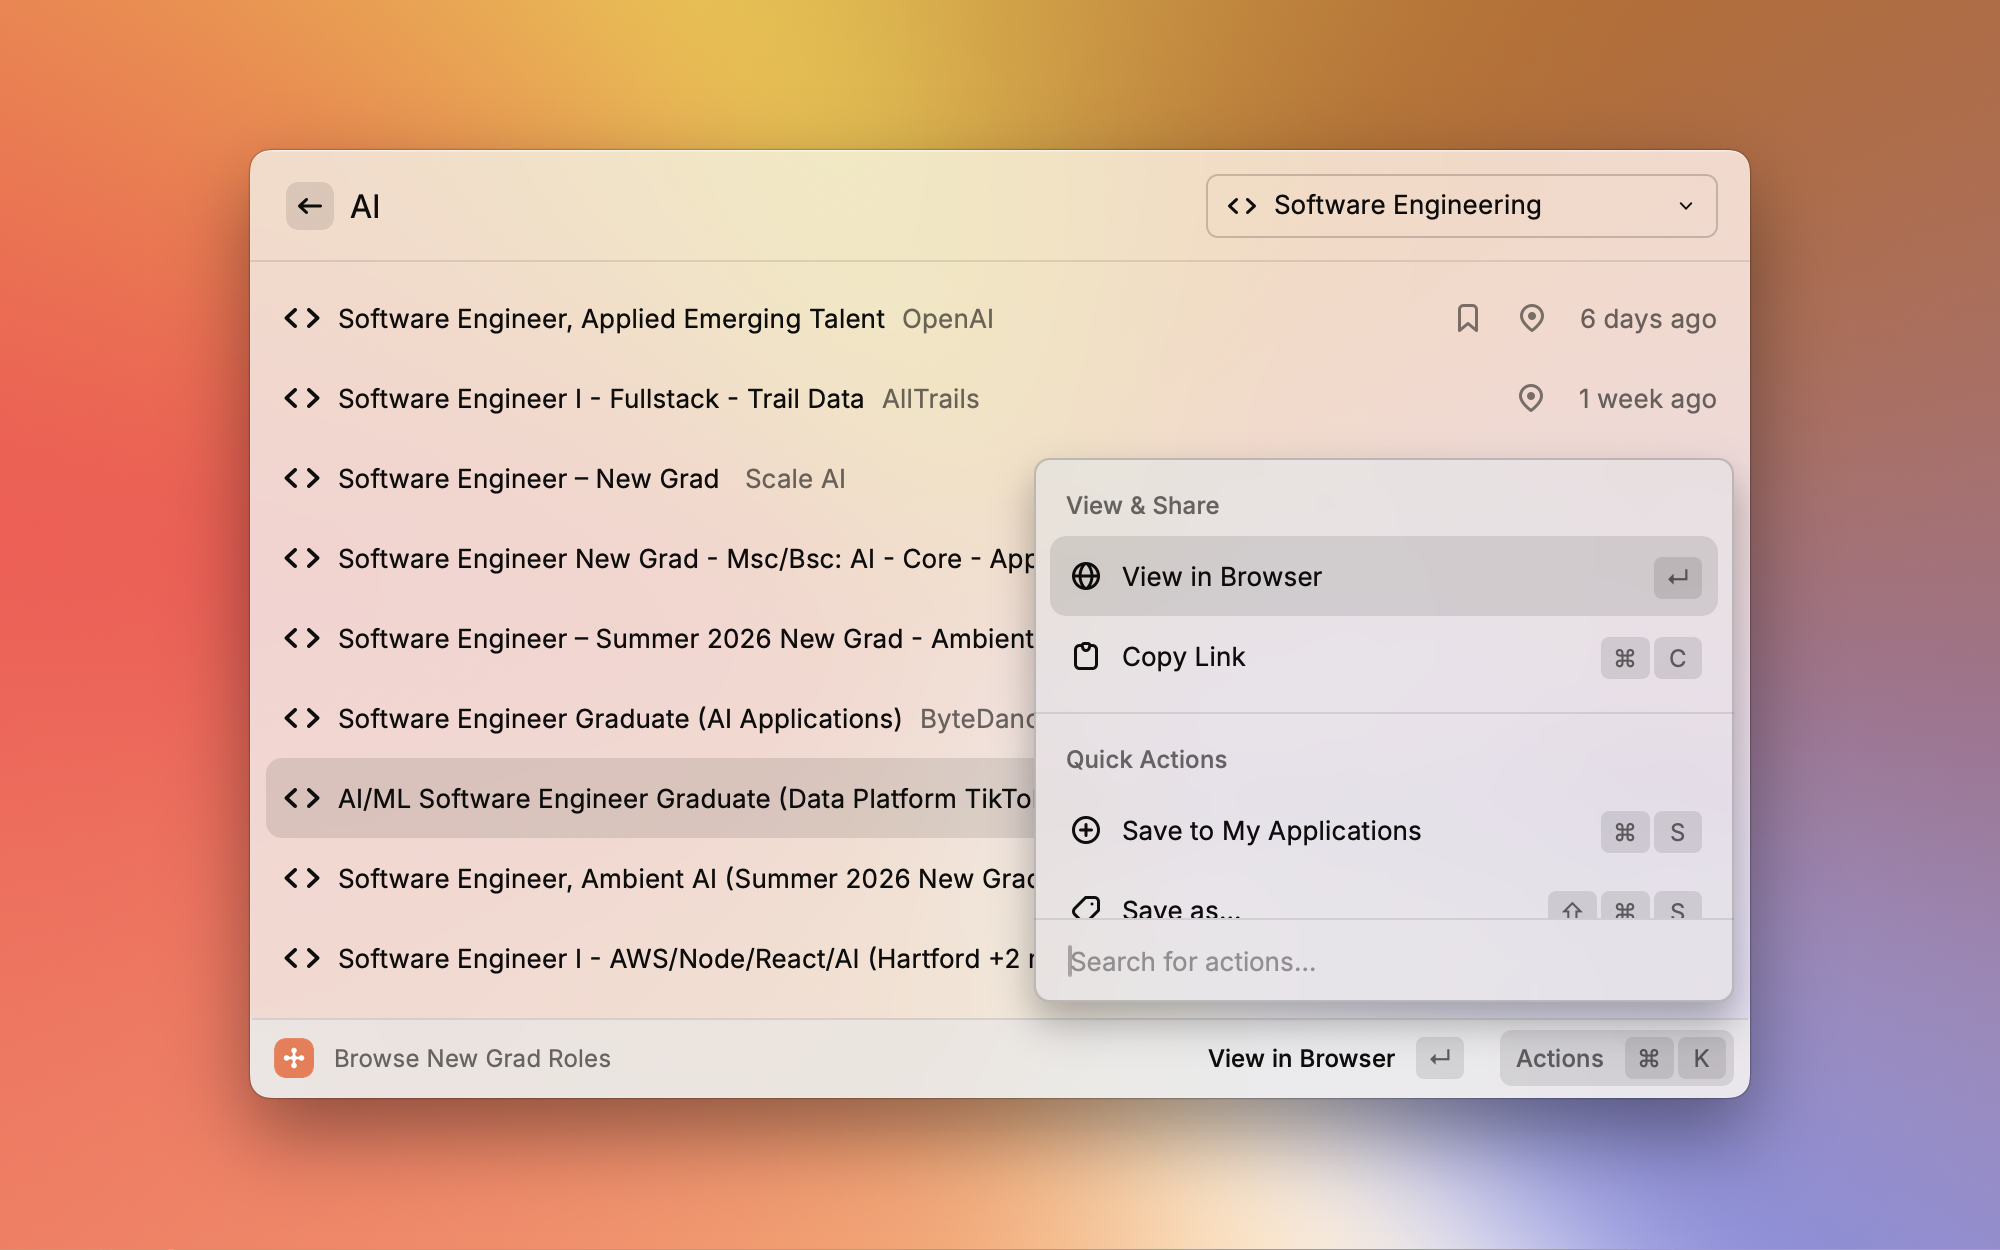 AI
Software Engineering
Software Engineer, Applied Emerging Talent OpenAI 6 days ago
Software Engineer I - Fullstack - Trail Data AllTrails 1 week ago
Software Engineer – New Grad Scale AI
Software Engineer New Grad - Msc/Bsc: AI - Core - App
Software Engineer – Summer 2026 New Grad - Ambient
Software Engineer Graduate (AI Applications) ByteDanc
AI/ML Software Engineer Graduate (Data Platform TikTo
Software Engineer, Ambient AI (Summer 2026 New Grad
Software Engineer I - AWS/Node/React/AI (Hartford +2
View & Share
View in Browser ↵
Copy Link ⌘ C
Quick Actions
Save to My Applications ⌘ S
Save as... ⇧ ⌘ S
Search for actions...
Browse New Grad Roles
View in Browser ↵
Actions ⌘ K